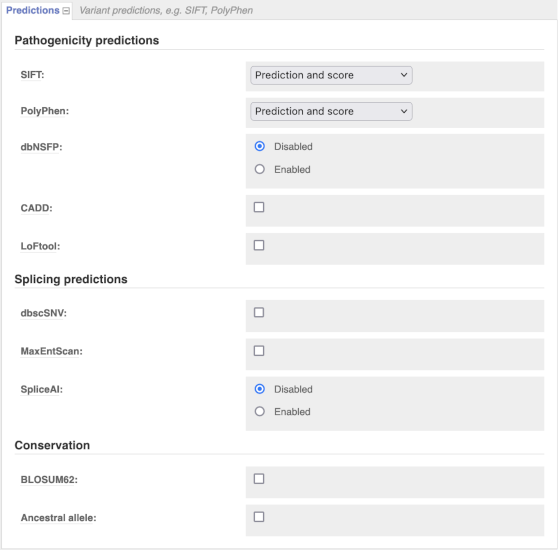 Predictions Variant predictions, e.g. SIFT, PolyPhen
Pathogenicity predictions
SIFT: Prediction and score
PolyPhen: Prediction and score
dbNSFP: Disabled
Enabled
CADD:
LoFtool:
Splicing predictions
dbscSNV:
MaxEntScan:
SpliceAI: Disabled
Enabled
Conservation
BLOSUM62:
Ancestral allele: